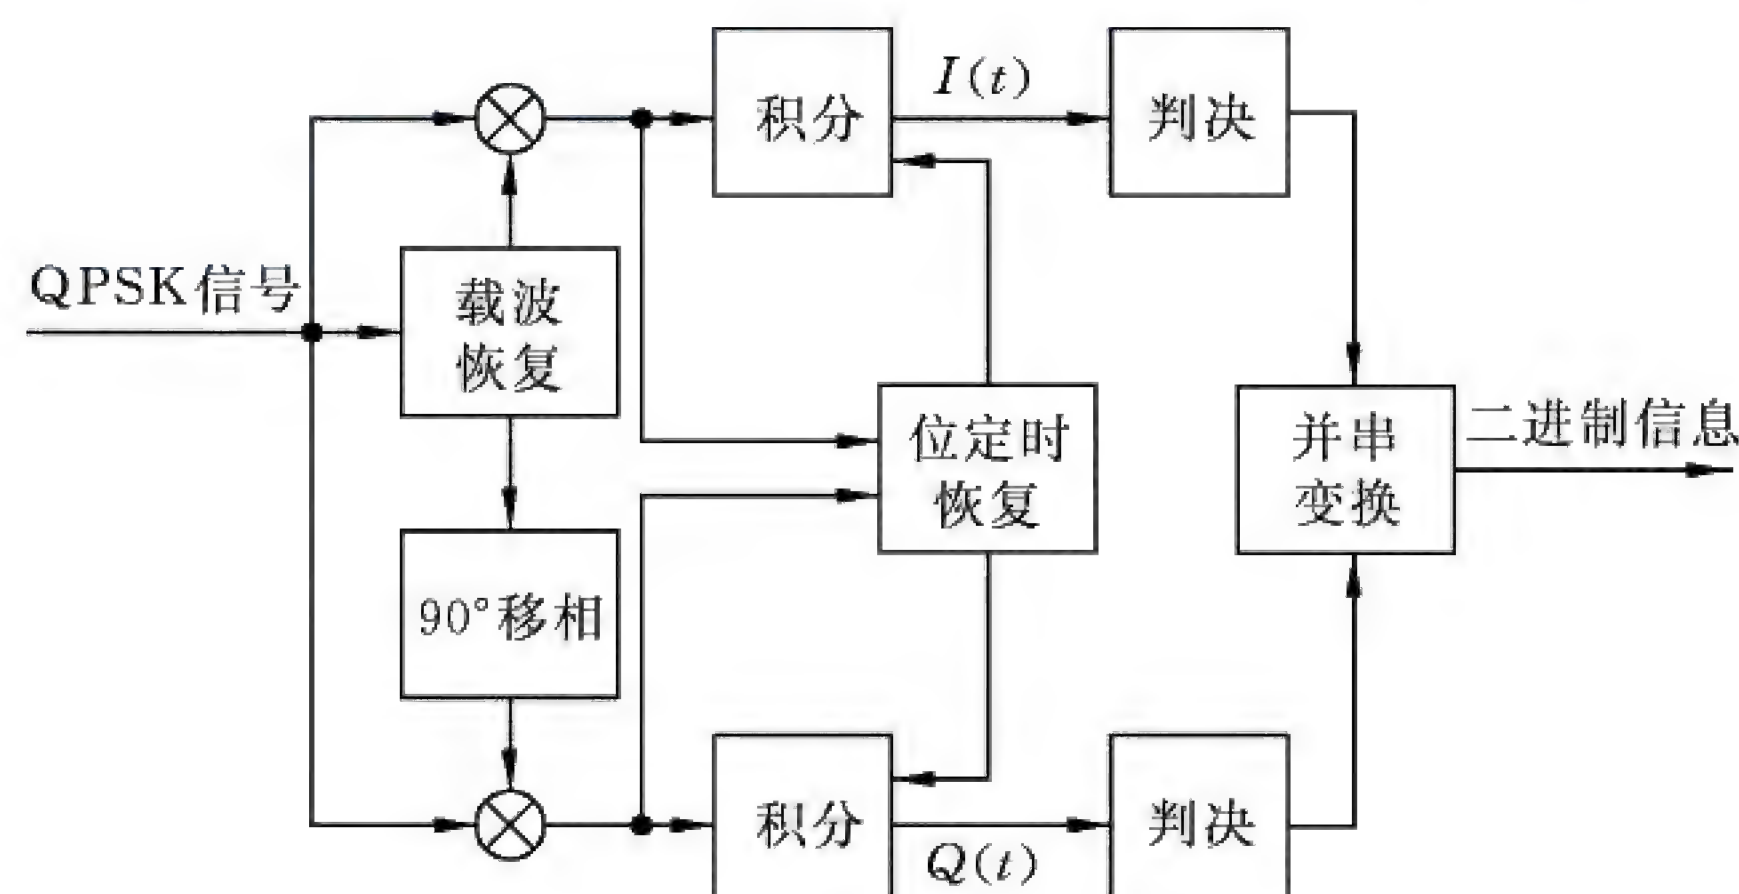 I(t)
积分
判决
QPSK信号
载波
恢复
位定时
恢复
并串
变换
二进制信息
90°移相
积分
判决
Q(t)